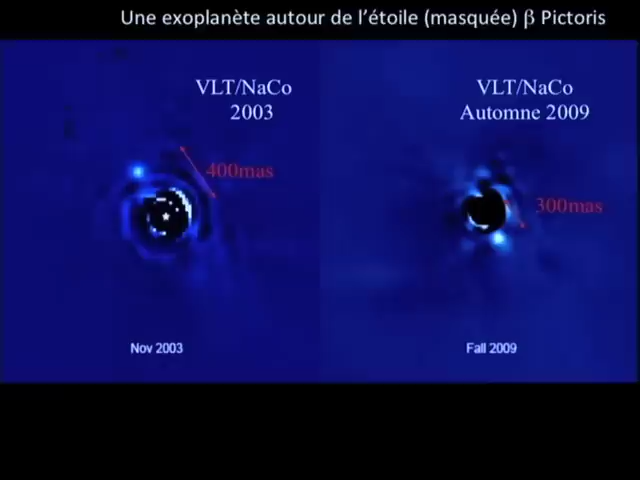 Une exoplanète autour de l'étoile (masquée) β Pictoris
VLT/NaCo
2003
400mas
Nov 2003
VLT/NaCo
Automne 2009
300mas
Fall 2009